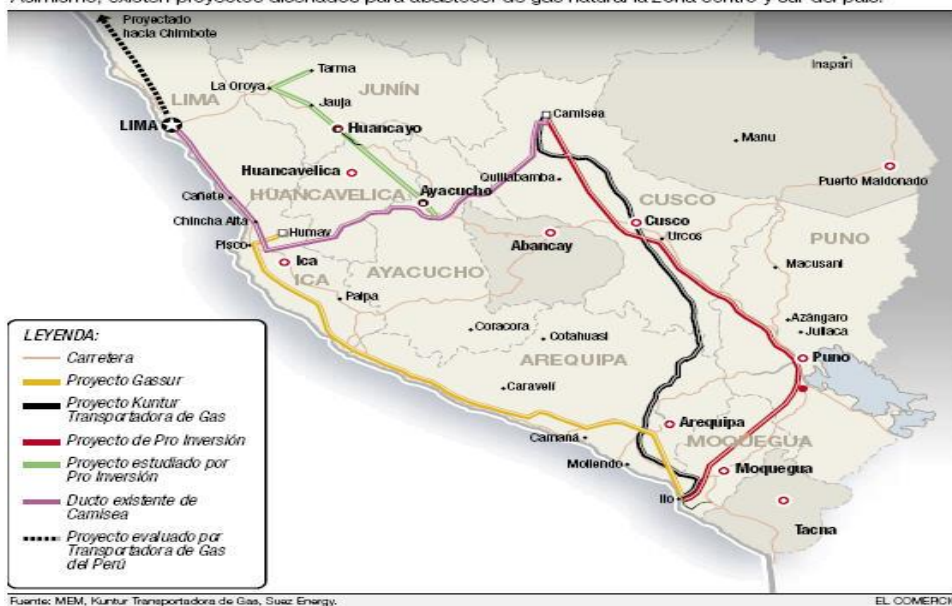 Asimismo, existen proyectos diseñados para abastecer de gas natural la zona centro y sur del país.
Proyectado
hacia Chimbote
Tarma
La Oroya
JUNÍN
LIMA
Jauja
LIMA
Huancayo
Camisea
Inapari
Manu
Huancavelica
HUANCAVELICA
Quillabamba
Puerto Maldonado
Cañete
Ayacucho
CUSCO
Chincha Alta
Cusco
Humay
Urcos
PUNO
Pisco
Abancay
Ica
AYACUCHO
Macusani
ICA
Palpa
Azángaro
Coracora
Cotahuasi
Juliaca
Puno
AREQUIPA
Caravelí
Arequipa
Camaná
MOQUEGUA
Mollendo
Moquegua
Ilo
Tacna
LEYENDA:
Carretera
Proyecto Gassur
Proyecto Kuntur
Transportadora de Gas
Proyecto de Pro Inversión
Proyecto estudiado por
Pro Inversión
Ducto existente de
Camisea
Proyecto evaluado por
Transportadora de Gas
del Perú
Fuente: MEM, Kuntur Transportadora de Gas, Suez Energy.
EL COMERCI